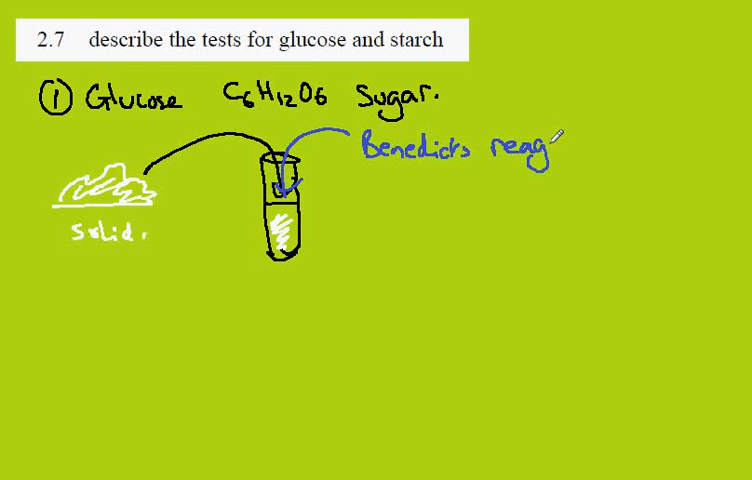 2.7 describe the tests for glucose and starch
① Glucose C6H12O6 Sugar.
Benedicts reag
Solid.